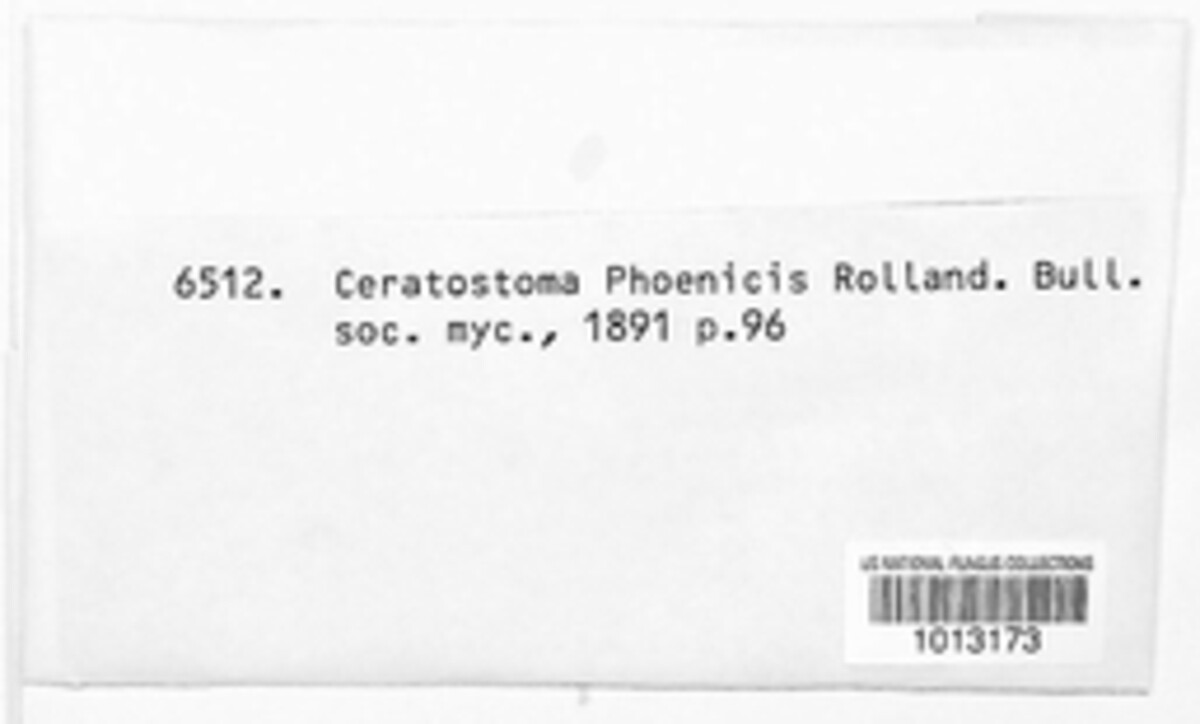 6512. Ceratostoma Phoenicis Rolland. Bull.
soc. myc., 1891 p.96
US NATIONAL FUNGUS COLLECTIONS
1013173